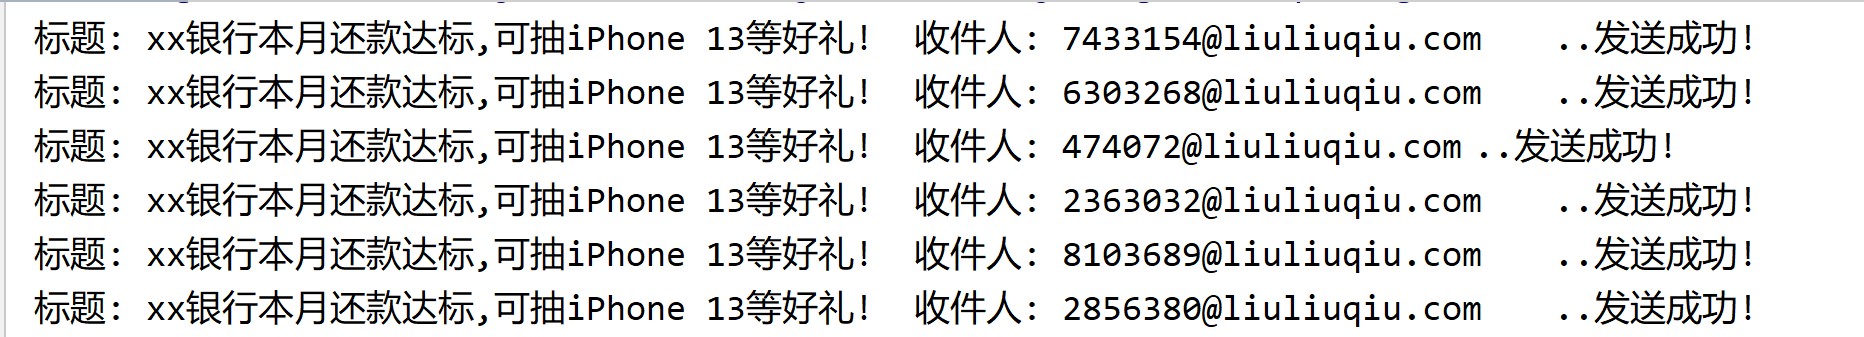 标题: xx银行本月还款达标,可抽iPhone 13等好礼! 收件人: 7433154@liuliuqiu.com ..发送成功!
标题: xx银行本月还款达标,可抽iPhone 13等好礼! 收件人: 6303268@liuliuqiu.com ..发送成功!
标题: xx银行本月还款达标,可抽iPhone 13等好礼! 收件人: 474072@liuliuqiu.com ..发送成功!
标题: xx银行本月还款达标,可抽iPhone 13等好礼! 收件人: 2363032@liuliuqiu.com ..发送成功!
标题: xx银行本月还款达标,可抽iPhone 13等好礼! 收件人: 8103689@liuliuqiu.com ..发送成功!
标题: xx银行本月还款达标,可抽iPhone 13等好礼! 收件人: 2856380@liuliuqiu.com ..发送成功!